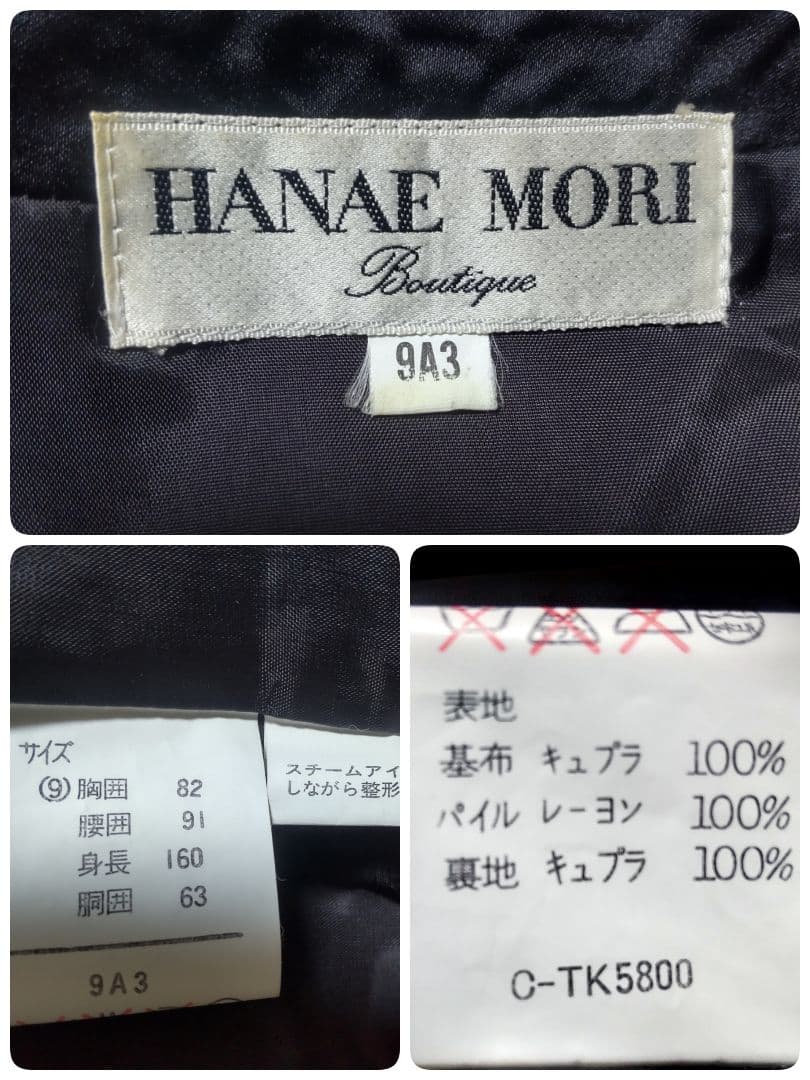 HANAE MORI
Boutique
9A3
サイズ
⑨胸囲 82
腰囲 91
身長 160
胴囲 63
9A3
スチームアイ
しながら整形
表地
基布 キュプラ 100%
パイル レーヨン 100%
裏地 キュプラ 100%
C-TK5800